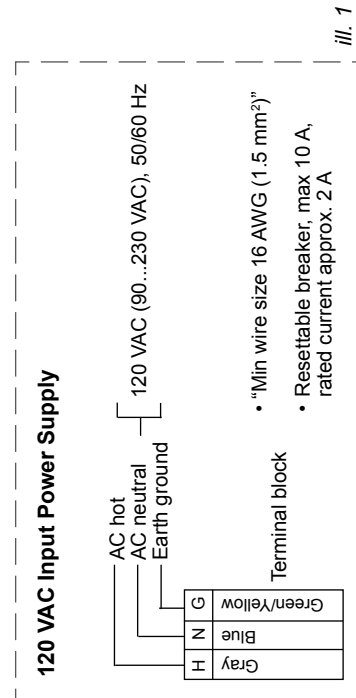 120 VAC Input Power Supply
AC hot
AC neutral
Earth ground
120 VAC (90...230 VAC), 50/60 Hz
H N G
Gray
Blue
Green/Yellow
Terminal block
• “Min wire size 16 AWG (1.5 mm²)”
• Resettable breaker, max 10 A,
rated current approx. 2 A
ill. 1